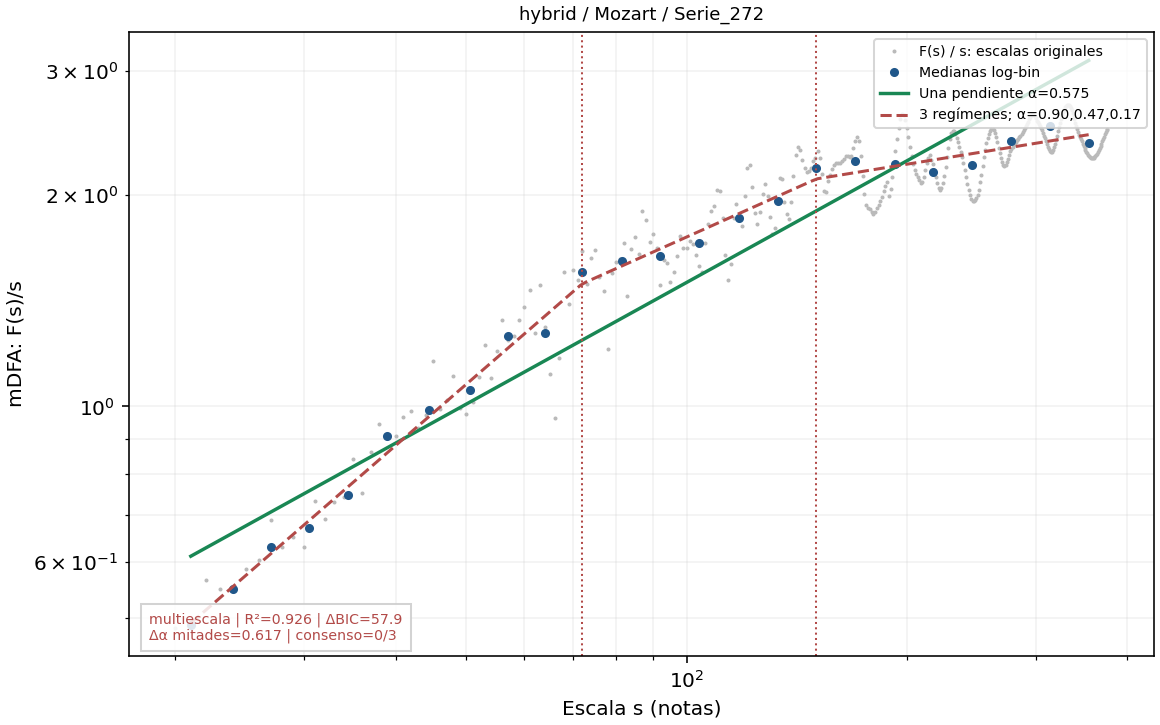 hybrid / Mozart / Serie_272
mDFA: F(s)/s
3 × 10⁰
2 × 10⁰
10⁰
6 × 10⁻¹
F(s) / s: escalas originales
Medianas log-bin
Una pendiente α=0.575
3 regímenes; α=0.90,0.47,0.17
multiescala | R²=0.926 | ΔBIC=57.9
Δα mitades=0.617 | consenso=0/3
10²
Escala s (notas)